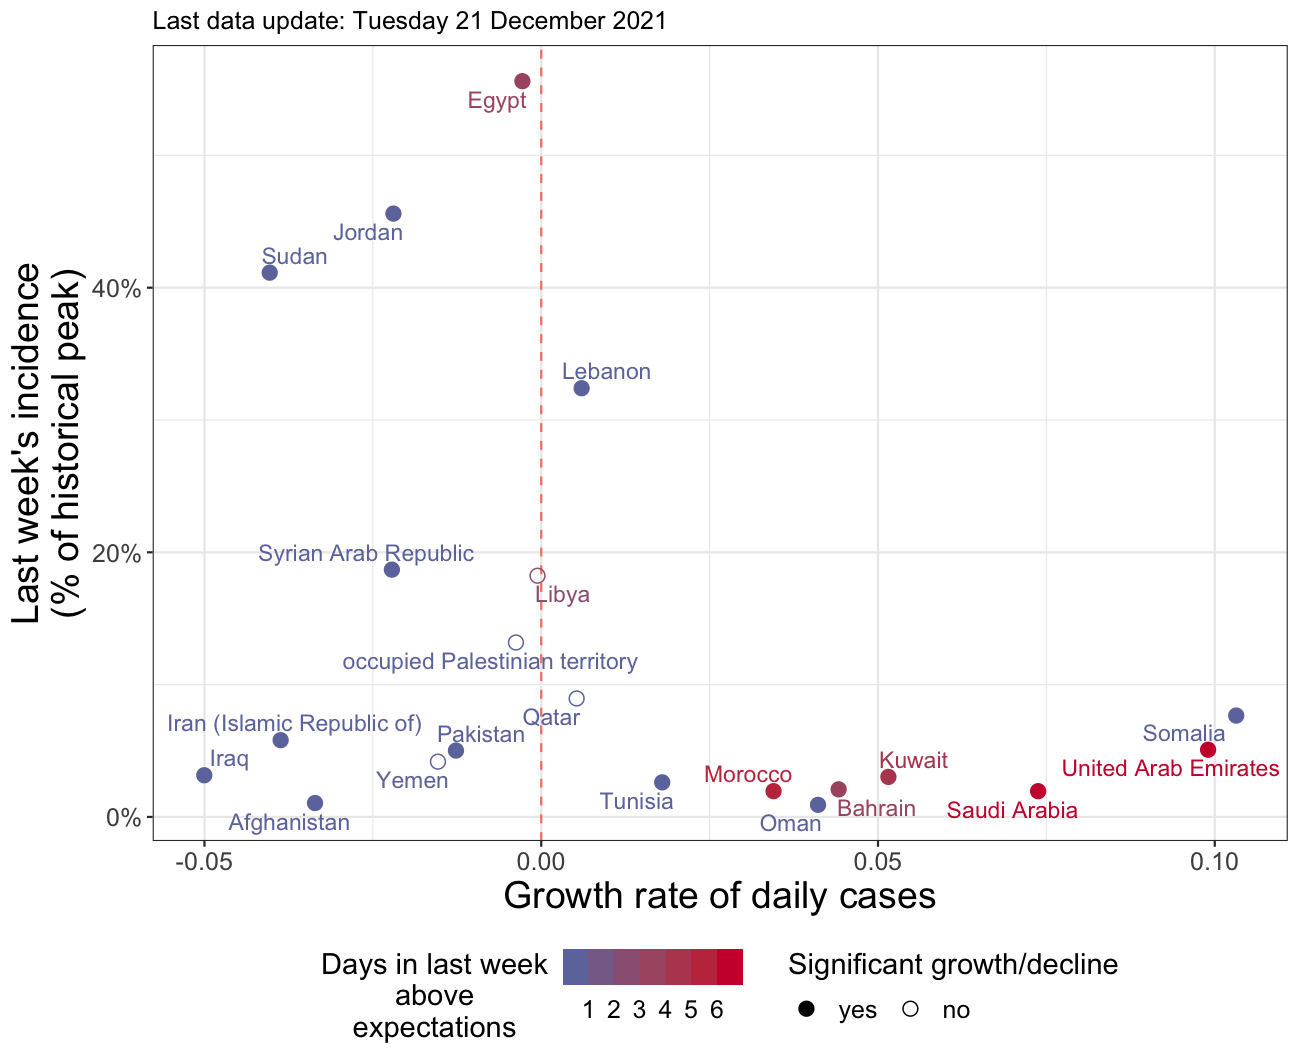 Last data update: Tuesday 21 December 2021
Egypt
Jordan
Sudan
Lebanon
Syrian Arab Republic
Libya
occupied Palestinian territory
Qatar
Iran (Islamic Republic of)
Pakistan
Iraq
Yemen
Afghanistan
Somalia
United Arab Emirates
Kuwait
Morocco
Tunisia
Bahrain
Saudi Arabia
Oman
Last week's incidence
(% of historical peak)
40%
20%
0%
-0.05 0.00 0.05 0.10
Growth rate of daily cases
Days in last week
above
expectations
1 2 3 4 5 6
Significant growth/decline
yes no